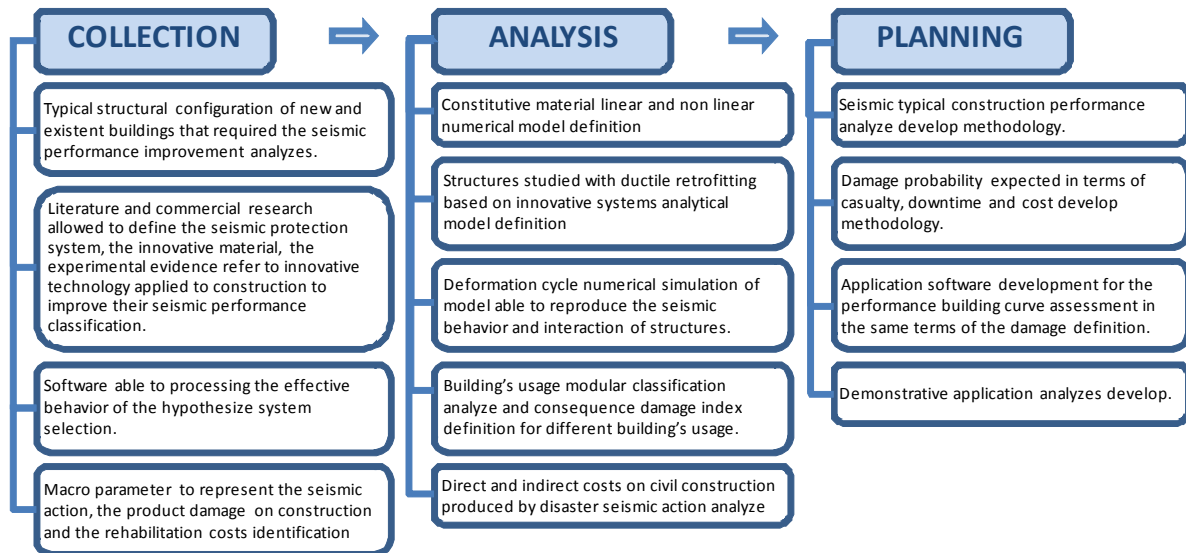 COLLECTION
Typical structural configuration of new and
existent buildings that required the seismic
performance improvement analyzes.
Literature and commercial research
allowed to define the seismic protection
system, the innovative material, the
experimental evidence refer to innovative
technology applied to construction to
improve their seismic performance
classification.
Software able to processing the effective
behavior of the hypothesize system
selection.
Macro parameter to represent the seismic
action, the product damage on construction
and the rehabilitation costs identification
ANALYSIS
Constitutive material linear and non linear
numerical model definition
Structures studied with ductile retrofitting
based on innovative systems analytical
model definition
Deformation cycle numerical simulation of
model able to reproduce the seismic
behavior and interaction of structures.
Building's usage modular classification
analyze and consequence damage index
definition for different building's usage.
Direct and indirect costs on civil construction
produced by disaster seismic action analyze
PLANNING
Seismic typical construction performance
analyze develop methodology.
Damage probability expected in terms of
casualty, downtime and cost develop
methodology.
Application software development for the
performance building curve assessment in
the same terms of the damage definition.
Demonstrative application analyzes develop.